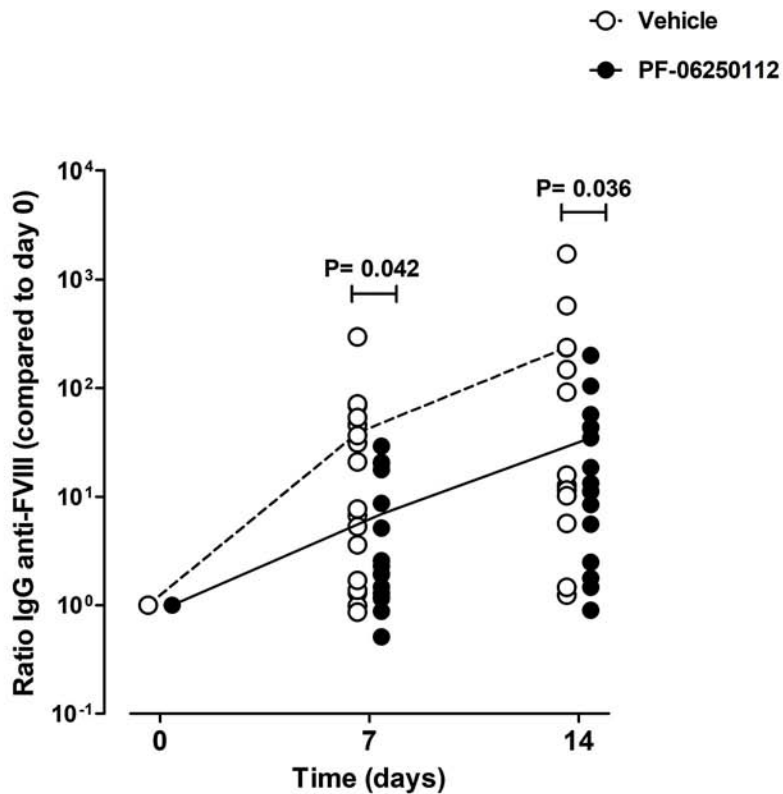 Vehicle
PF-06250112
Ratio IgG anti-FVIII (compared to day 0)
10⁴
10³
10²
10¹
10⁰
10⁻¹
P= 0.042
P= 0.036
0
7
14
Time (days)